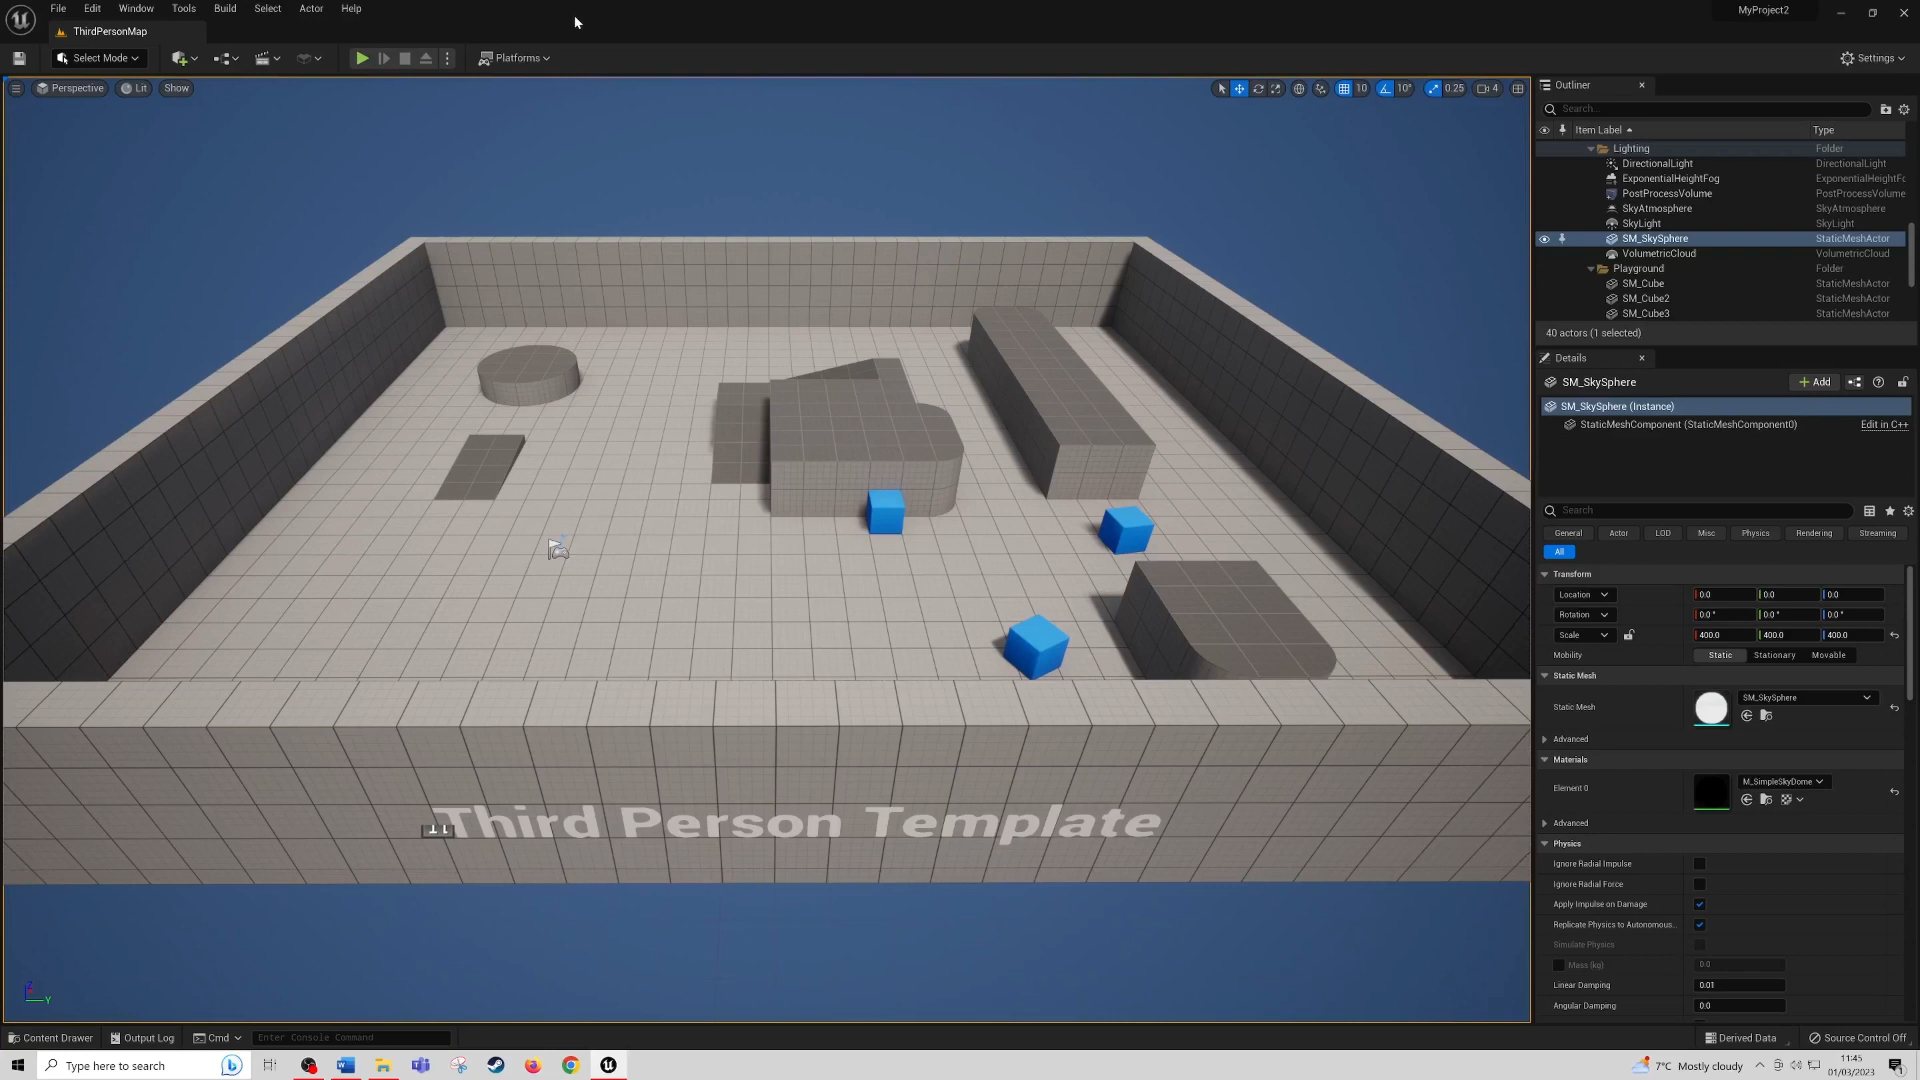 File Edit Window Tools Build Select Actor Help
MyProject2
ThirdPersonMap
Select Mode
Platforms
Settings
Perspective Lit Show
10 10° 0.25 4
Outliner
Search...
Item Label Type
Lighting Folder
DirectionalLight DirectionalLight
ExponentialHeightFog ExponentialHeightFc
PostProcessVolume PostProcessVolume
SkyAtmosphere SkyAtmosphere
SkyLight SkyLight
SM_SkySphere StaticMeshActor
VolumetricCloud VolumetricCloud
Playground Folder
SM_Cube StaticMeshActor
SM_Cube2 StaticMeshActor
SM_Cube3 StaticMeshActor
40 actors (1 selected)
Details
SM_SkySphere
Add
SM_SkySphere (Instance)
StaticMeshComponent (StaticMeshComponent0) Edit in C++
Search
General Actor LOD Misc Physics Rendering Streaming
All
Transform
Location 0.0 0.0 0.0
Rotation 0.0° 0.0° 0.0°
Scale 400.0 400.0 400.0
Mobility Static Stationary Movable
Static Mesh
Static Mesh SM_SkySphere
Advanced
Materials
Element 0 M_SimpleSkyDome
Advanced
Physics
Ignore Radial Impulse
Ignore Radial Force
Apply Impulse on Damage
Replicate Physics to Autonomous...
Simulate Physics
Mass (kg) 0.0
Linear Damping 0.01
Angular Damping 0.0
Third Person Template
Z
Y
Content Drawer Output Log Cmd Enter Console Command
Derived Data Source Control Off
Type here to search
7°C Mostly cloudy
11:45
01/03/2023